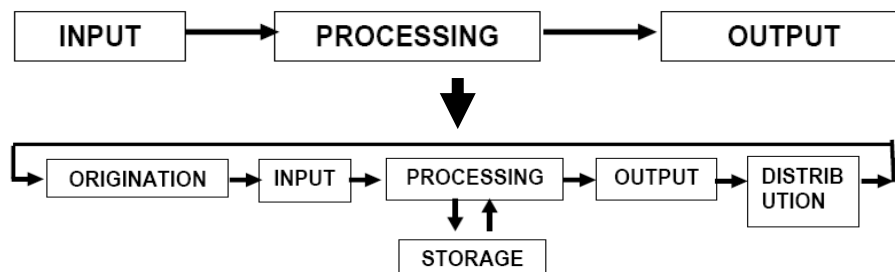 INPUT
PROCESSING
OUTPUT
ORIGINATION
INPUT
PROCESSING
OUTPUT
DISTRIB
UTION
STORAGE